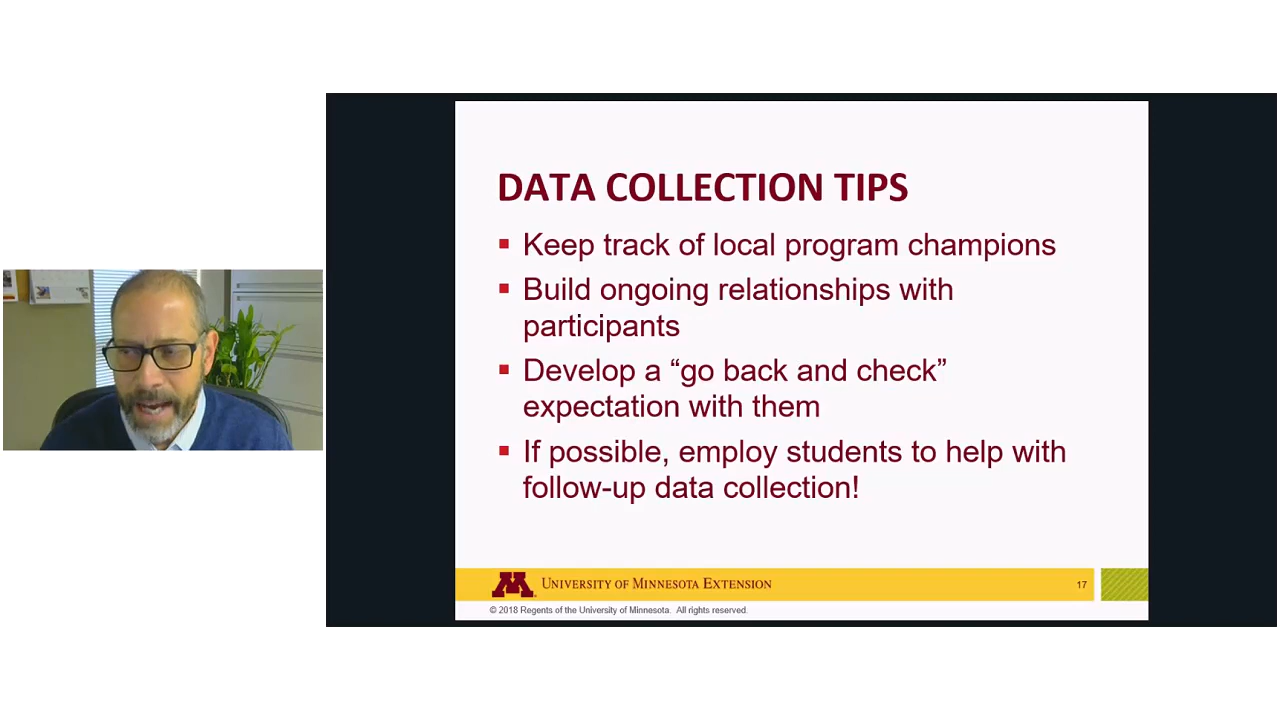 DATA COLLECTION TIPS
▪ Keep track of local program champions
▪ Build ongoing relationships with
participants
▪ Develop a “go back and check”
expectation with them
▪ If possible, employ students to help with
follow-up data collection!
M UNIVERSITY OF MINNESOTA EXTENSION
17
© 2018 Regents of the University of Minnesota. All rights reserved.